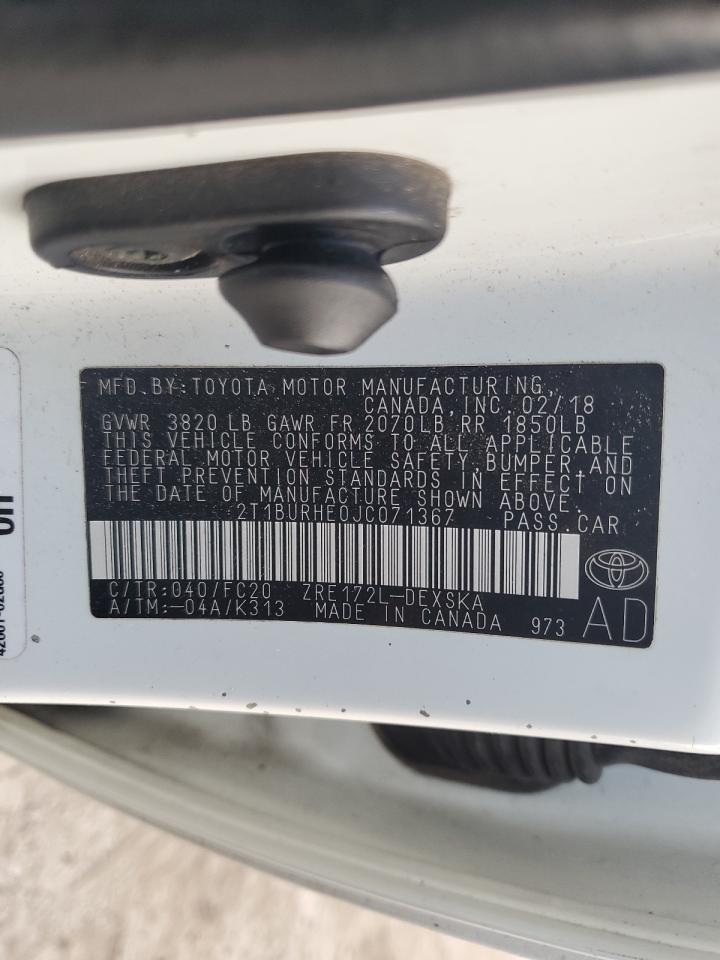 MFD.BY:TOYOTA MOTOR MANUFACTURING,
CANADA,INC.02/18
GVWR 3820LB GAWR FR 2070LB RR 1850LB
THIS VEHICLE CONFORMS TO ALL APPLICABLE
FEDERAL MOTOR VEHICLE SAFETY,BUMPER,AND
THEFT PREVENTION STANDARDS IN EFFECT ON
THE DATE OF MANUFACTURE SHOWN ABOVE.
2T1BURHE0JC071367 PASS.CAR
C/TR:040/FC20 ZRE172L-DEXSKA
A/TM:-04A/K313 MADE IN CANADA 973
AD